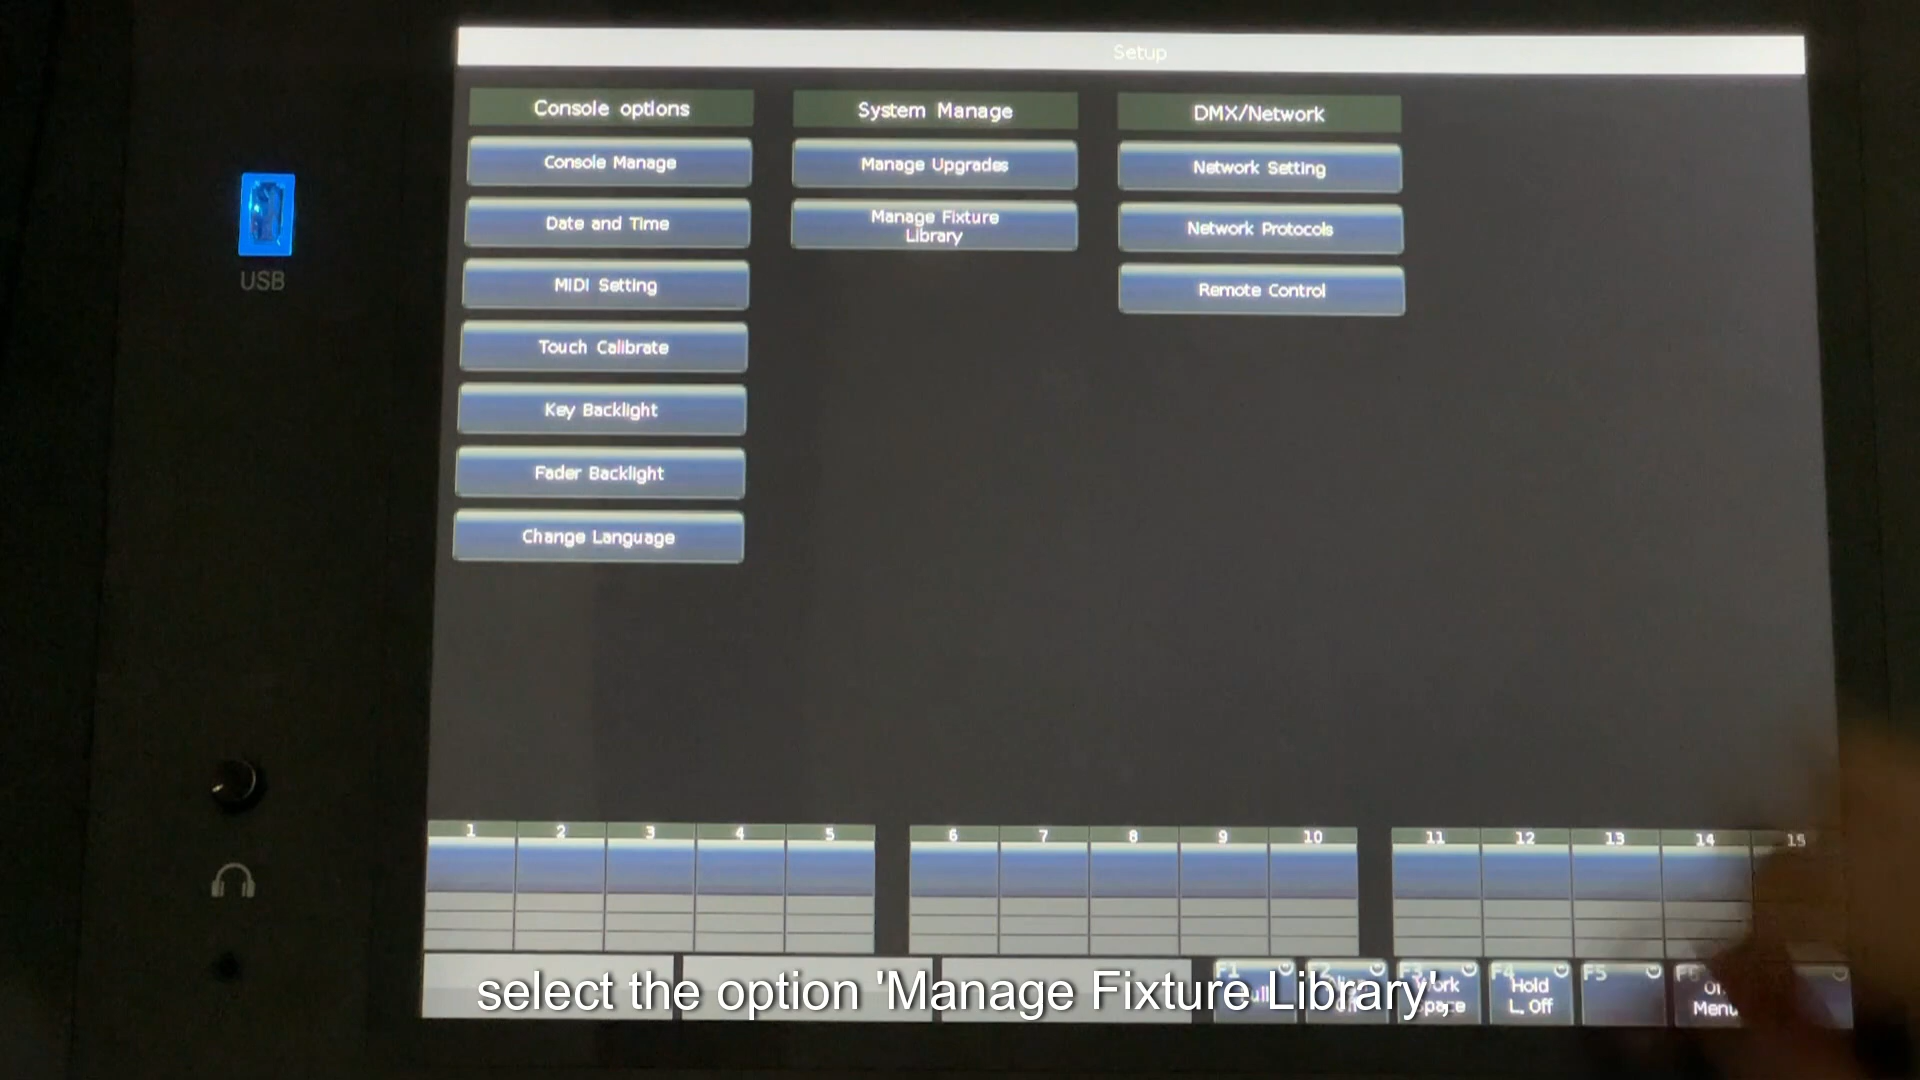 Setup
Console options
System Manage
DMX/Network
Console Manage
Manage Upgrades
Network Setting
Date and Time
Manage Fixture
Library
Network Protocols
MIDI Setting
Remote Control
Touch Calibrate
Key Backlight
Fader Backlight
Change Language
USB
1 2 3 4 5 6 7 8 9 10 11 12 13 14 15
F1 F2 F3 F4 F5
Hold
L. Off
Menu
select the option 'Manage Fixture Library',